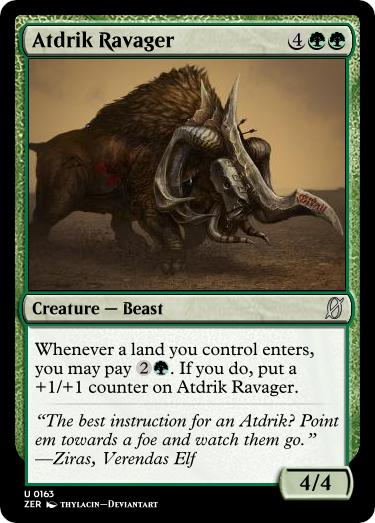 Atdrik Ravager 4
Creature — Beast
Whenever a land you control enters,
you may pay 2. If you do, put a
+1/+1 counter on Atdrik Ravager.
“The best instruction for an Atdrik? Point
em towards a foe and watch them go.”
—Ziras, Verendas Elf
4/4
U 0163
ZER THYLACIN—DEVIANTART